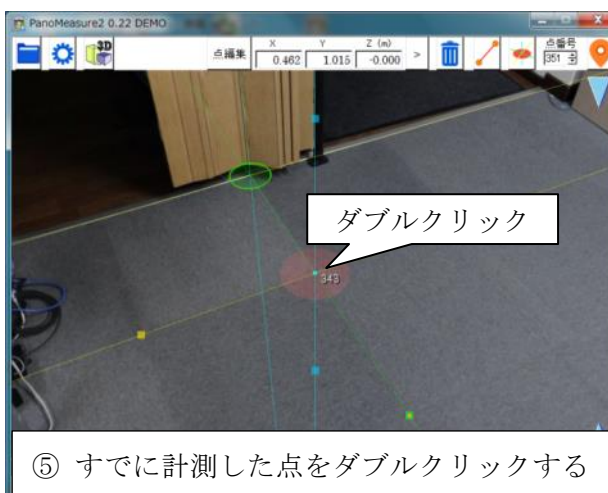 PanoMeasure2 0.22 DEMO
3D
点編集
X Y Z (m)
0.462 1.015 -0.000 >
点番号
351
ダブルクリック
343
⑤ すでに計測した点をダブルクリックする